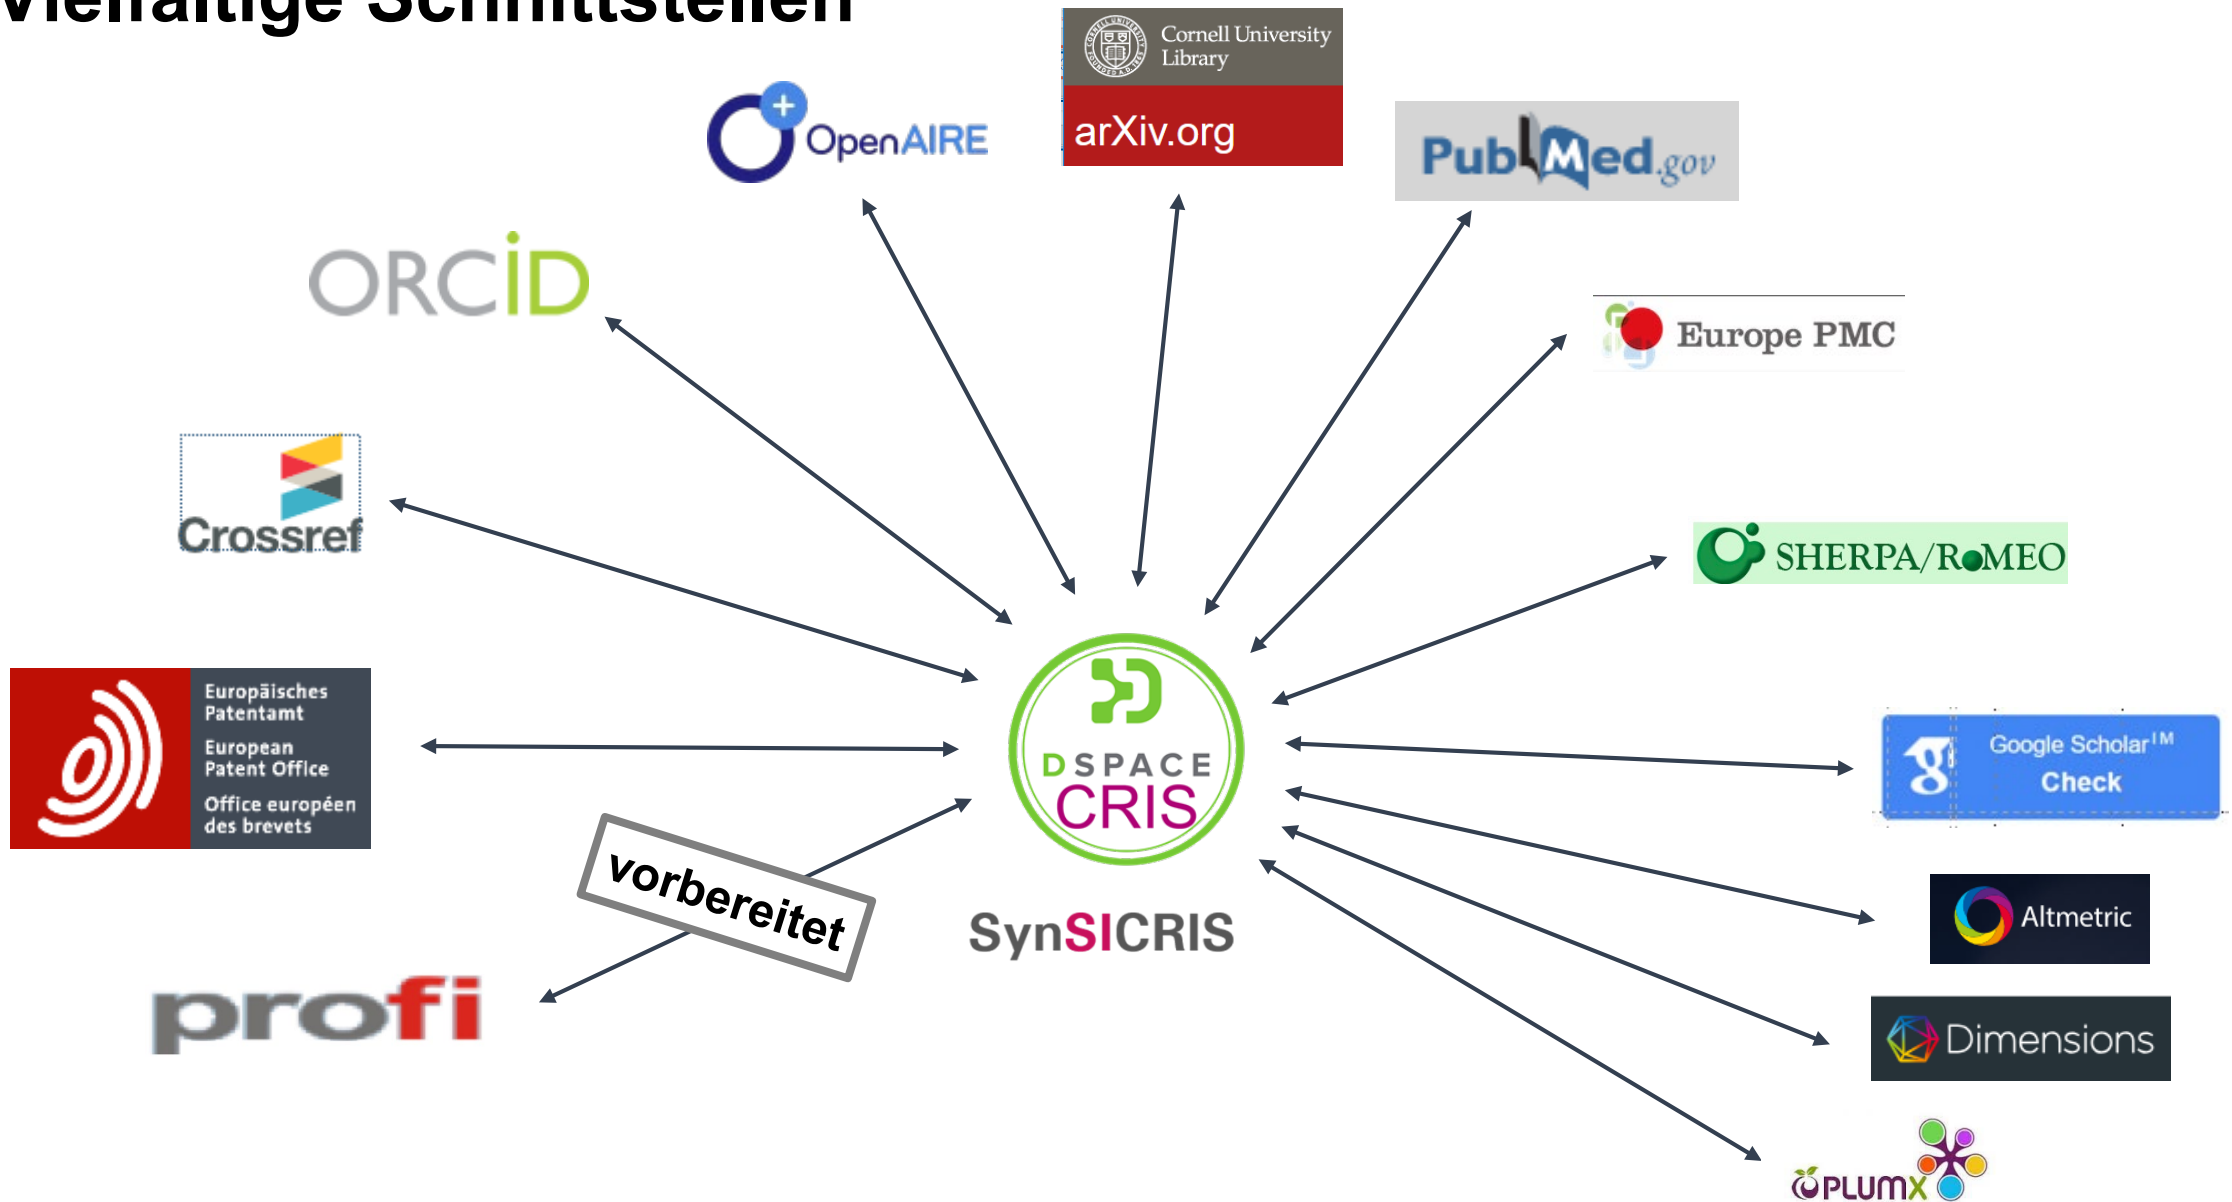 Vielfältige Schnittstellen
Cornell University
Library
arXiv.org
OpenAIRE
PubMed.gov
ORCiD
Europe PMC
Crossref
SHERPA/RoMEO
Europäisches
Patentamt
European
Patent Office
Office européen
des brevets
DSPACE
CRIS
Google Scholar™
Check
vorbereitet
Altmetric
SynSICRIS
profi
Dimensions
PLUMX